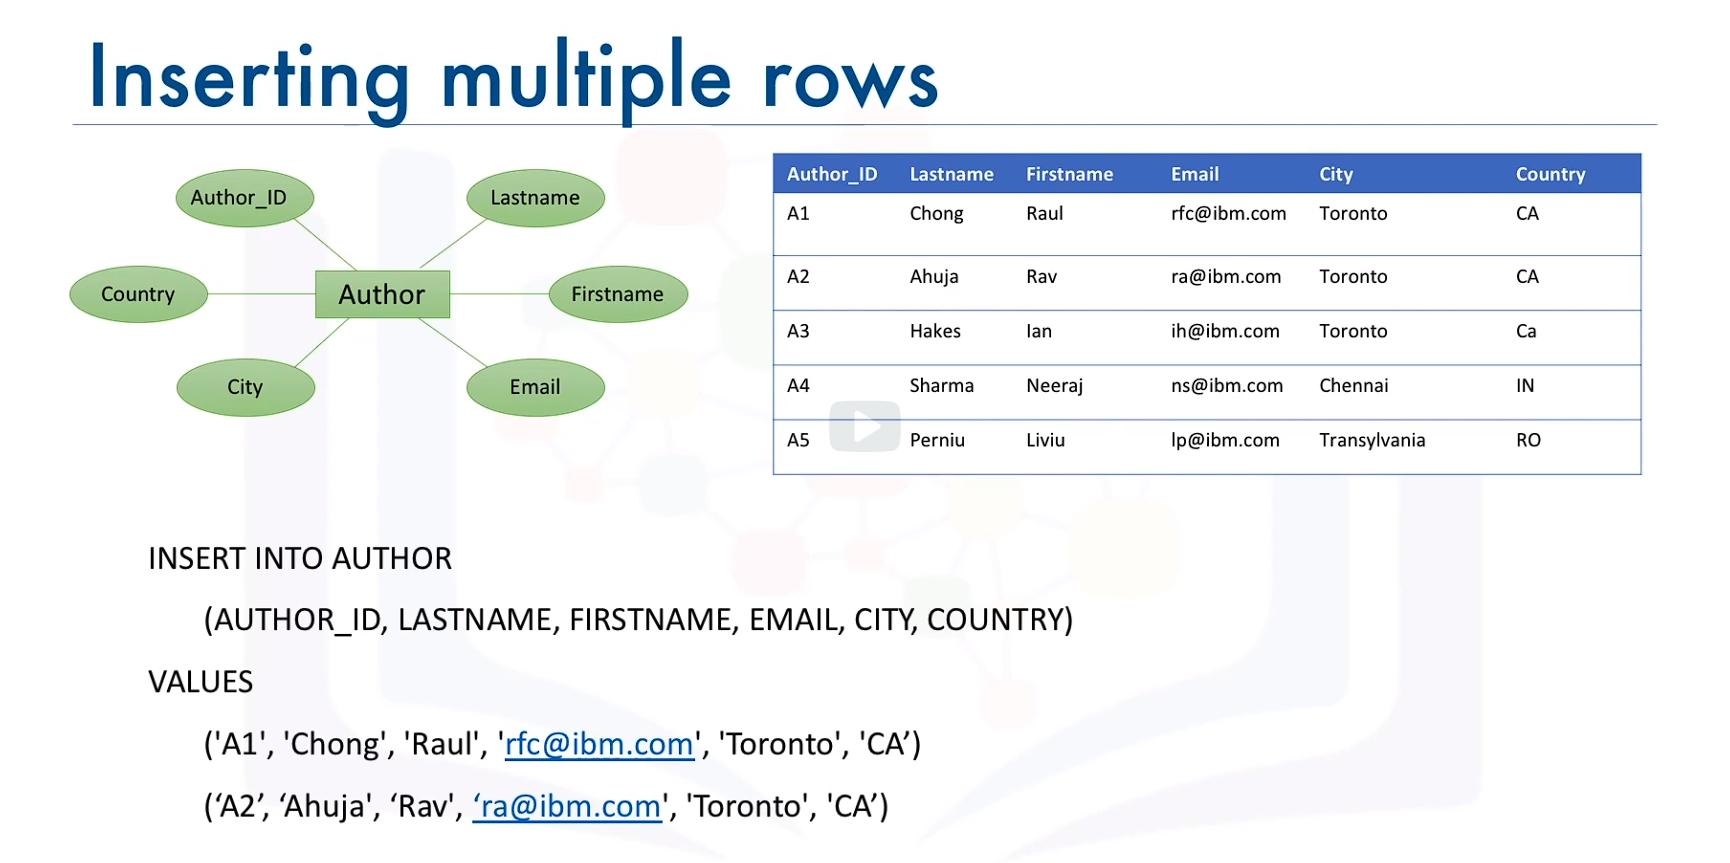 Inserting multiple rows
Author_ID
Lastname
Country
Author
Firstname
City
Email
Author_ID Lastname Firstname Email City Country
A1 Chong Raul rfc@ibm.com Toronto CA
A2 Ahuja Rav ra@ibm.com Toronto CA
A3 Hakes Ian ih@ibm.com Toronto Ca
A4 Sharma Neeraj ns@ibm.com Chennai IN
A5 Perniu Liviu lp@ibm.com Transylvania RO
INSERT INTO AUTHOR
(AUTHOR_ID, LASTNAME, FIRSTNAME, EMAIL, CITY, COUNTRY)
VALUES
('A1', 'Chong', 'Raul', 'rfc@ibm.com', 'Toronto', 'CA’)
(‘A2’, ‘Ahuja', ‘Rav', ‘ra@ibm.com', 'Toronto', 'CA’)